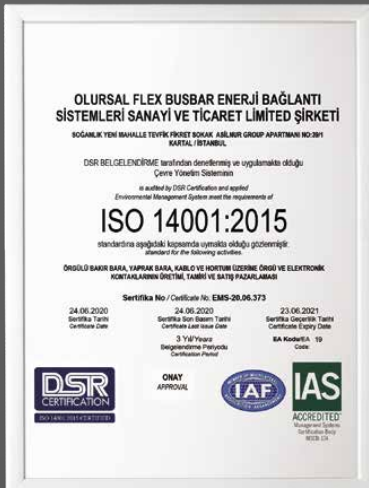 OLURSAL FLEX BUSBAR ENERJİ BAĞLANTI
SİSTEMLERİ SANAYİ VE TİCARET LİMİTED ŞİRKETİ
SOĞANLIK YENİ MAHALLE TEVFİK FİKRET SOKAK ASİLNUR GROUP APARTMANI NO:39/1
KARTAL / İSTANBUL
DSR BELGELENDİRME tarafından denetlenmiş ve uygulamakta olduğu
Çevre Yönetim Sisteminin
is audited by DSR Certification and applied
Environmental Management System meet the requirements of
ISO 14001:2015
standardına aşağıdaki kapsamda uymakta olduğu gözlenmiştir.
standard for the following activities.
ÖRGÜLÜ BAKIR BARA, YAPRAK BARA, KABLO VE HORTUM ÜZERİNE ÖRGÜ VE ELEKTRONİK
KONTAKLARININ ÜRETİMİ, TAMİRİ VE SATIŞ PAZARLAMASI
Sertifika No / Certificate No. EMS-20.06.373
24.06.2020 24.06.2020 23.06.2021
Sertifika Tarihi Sertifika Son Basım Tarihi Sertifika Geçerlilik Tarihi
Certificate Date Certificate Last Issue Date Certificate Expiry Date
3 Yıl/Years EA Kodu/EA 19
Belgelendirme Periyodu Code
Certification Period
ONAY
APPROVAL
DSR
CERTIFICATION
IAF
IAS
ACCREDITED
Management Systems
Certification Body